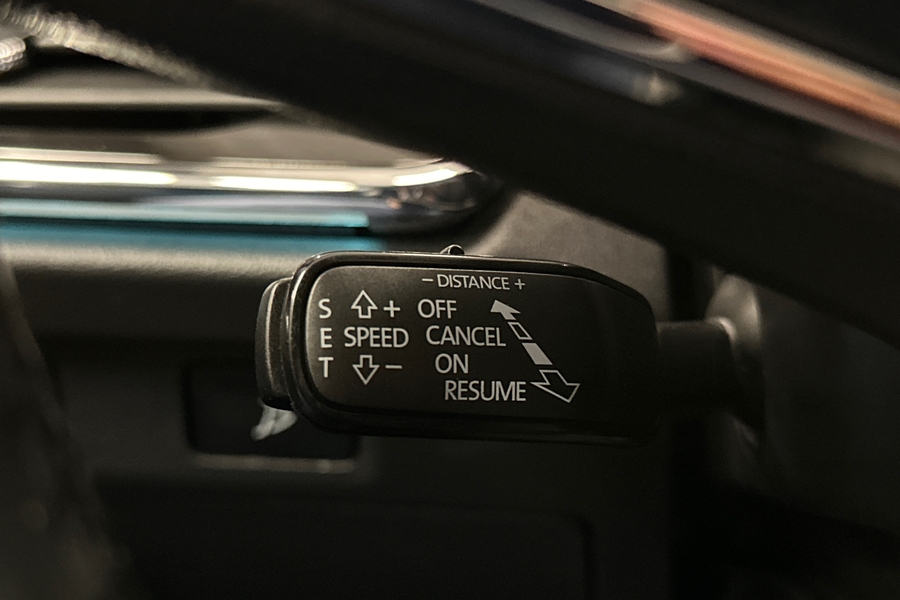 − DISTANCE +
S + OFF
E SPEED CANCEL
T − ON
RESUME